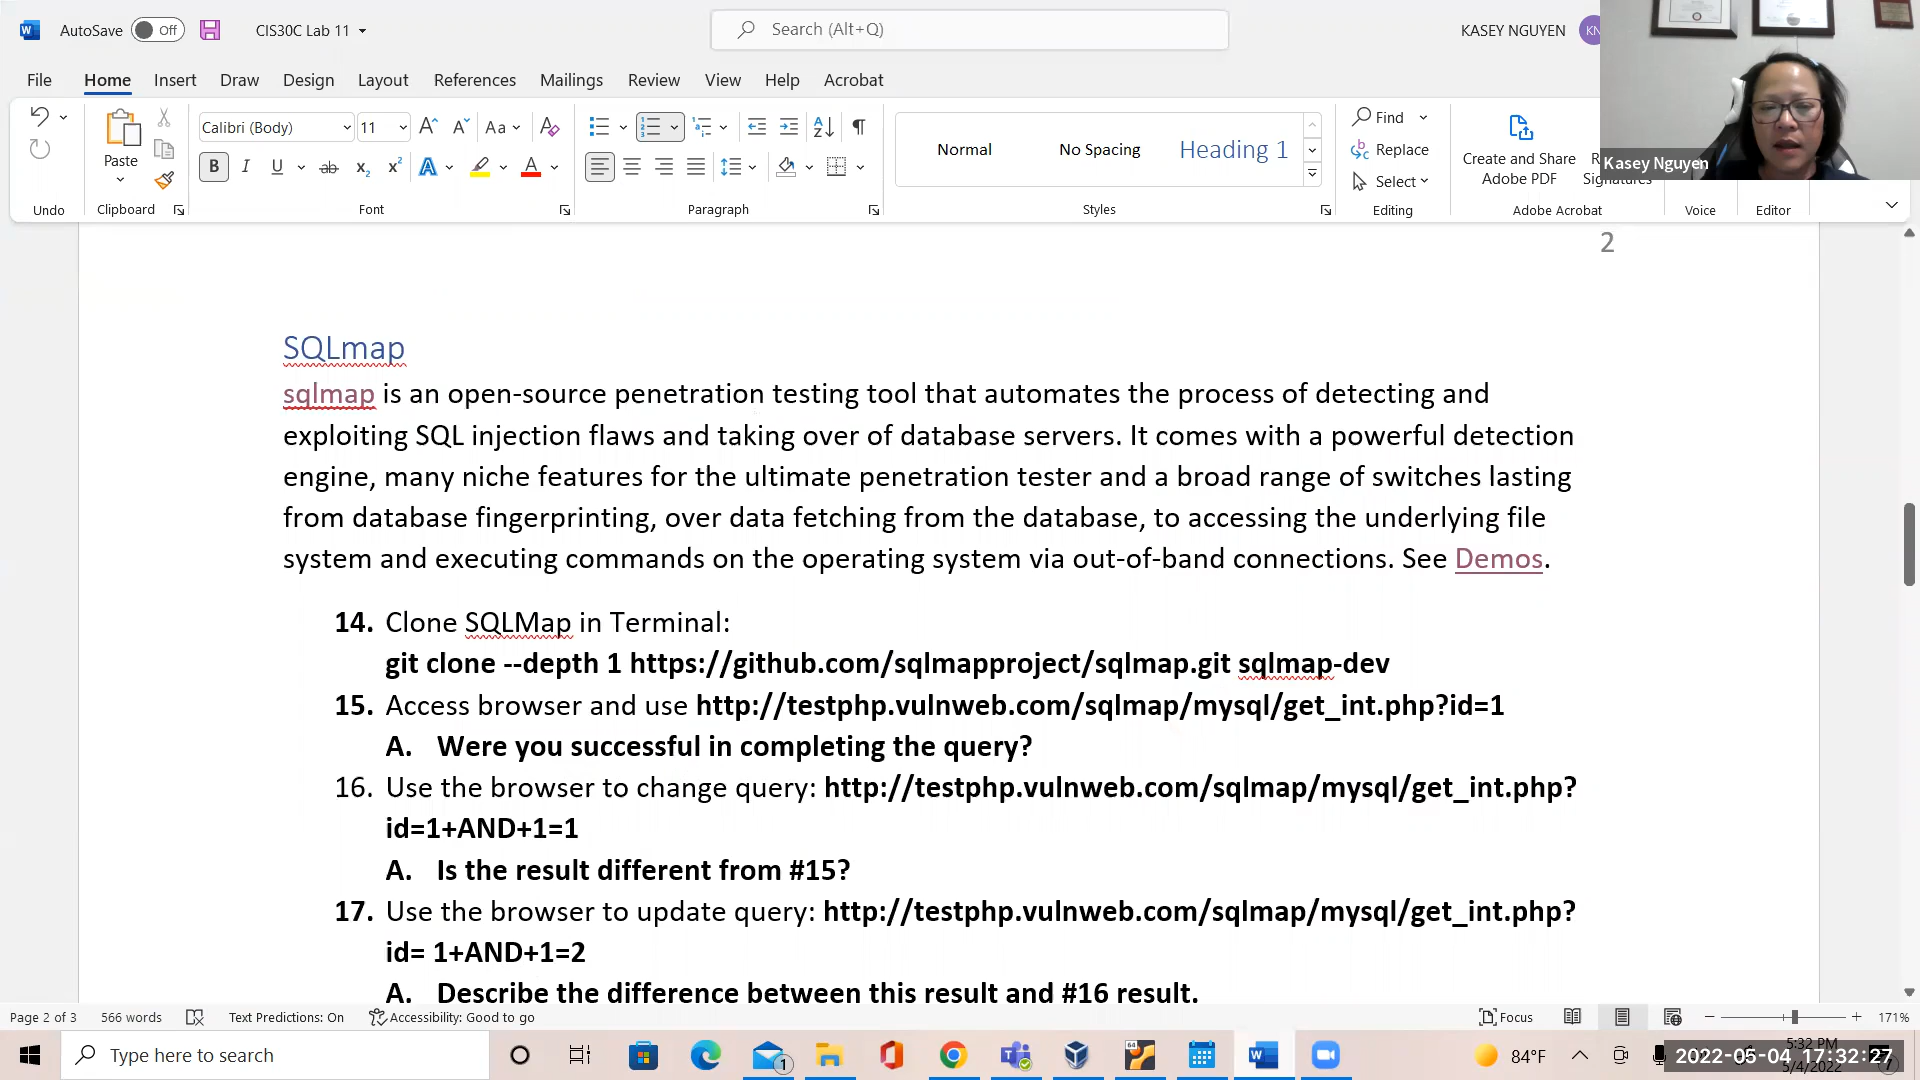 AutoSave Off CIS30C Lab 11 Search (Alt+Q) KASEY NGUYEN KN
File Home Insert Draw Design Layout References Mailings Review View Help Acrobat
Calibri (Body) 11 Aa
Paste
Normal No Spacing Heading 1
Find
Replace
Select
Create and Share
Adobe PDF
Kasey Nguyen
Signatures
Undo Clipboard Font Paragraph Styles Editing Adobe Acrobat Voice Editor
2
SQLmap
sqlmap is an open-source penetration testing tool that automates the process of detecting and
exploiting SQL injection flaws and taking over of database servers. It comes with a powerful detection
engine, many niche features for the ultimate penetration tester and a broad range of switches lasting
from database fingerprinting, over data fetching from the database, to accessing the underlying file
system and executing commands on the operating system via out-of-band connections. See Demos.
14. Clone SQLMap in Terminal:
git clone --depth 1 https://github.com/sqlmapproject/sqlmap.git sqlmap-dev
15. Access browser and use http://testphp.vulnweb.com/sqlmap/mysql/get_int.php?id=1
A. Were you successful in completing the query?
16. Use the browser to change query: http://testphp.vulnweb.com/sqlmap/mysql/get_int.php?
id=1+AND+1=1
A. Is the result different from #15?
17. Use the browser to update query: http://testphp.vulnweb.com/sqlmap/mysql/get_int.php?
id= 1+AND+1=2
A. Describe the difference between this result and #16 result.
Page 2 of 3 566 words Text Predictions: On Accessibility: Good to go Focus 171%
Type here to search 1 64 84°F 5:32 PM
2022-05-04 17:32:27
5/4/2022 7